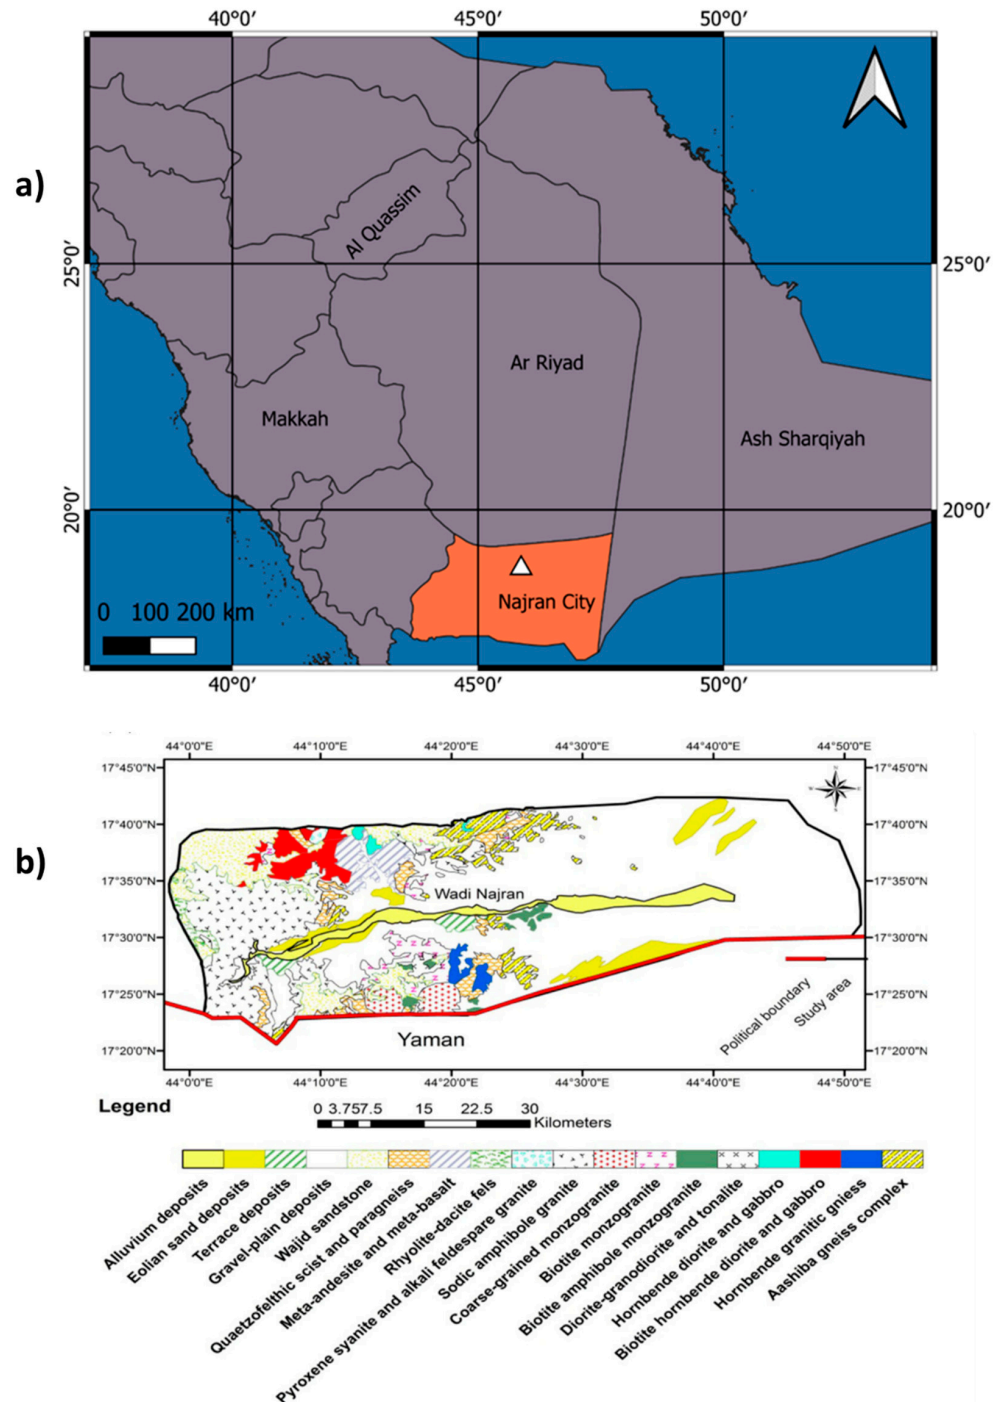 40°0′ 45°0′ 50°0′
a)
Al Quassim
25°0′ 25°0′
Ar Riyad
Makkah
Ash Sharqiyah
20°0′ 20°0′
Najran City
0 100 200 km
40°0′ 45°0′ 50°0′
44°0'0"E 44°10'0"E 44°20'0"E 44°30'0"E 44°40'0"E 44°50'0"E
17°45'0"N 17°45'0"N
N
17°40'0"N 17°40'0"N
b)
17°35'0"N 17°35'0"N
Wadi Najran
17°30'0"N 17°30'0"N
17°25'0"N 17°25'0"N
Political boundary
Study area
Yaman
17°20'0"N 17°20'0"N
44°0'0"E 44°10'0"E 44°20'0"E 44°30'0"E 44°40'0"E 44°50'0"E
Legend
0 3.757.5 15 22.5 30
Kilometers
Alluvium deposits
Eolian sand deposits
Terrace deposits
Gravel-plain deposits
Wajid sandstone
Quaetzofelthic scist and paragneiss
Meta-andesite and meta-basalt
Rhyolite-dacite fels
Pyroxene syanite and alkali feldespare granite
Sodic amphibole granite
Coarse-grained monzogranite
Biotite monzogranite
Biotite amphibole monzogranite
Diorite-granodiorite and tonalite
Hornbende diorite and gabbro
Biotite hornbende diorite and gabbro
Hornbende granitic gniess
Aashiba gneiss complex